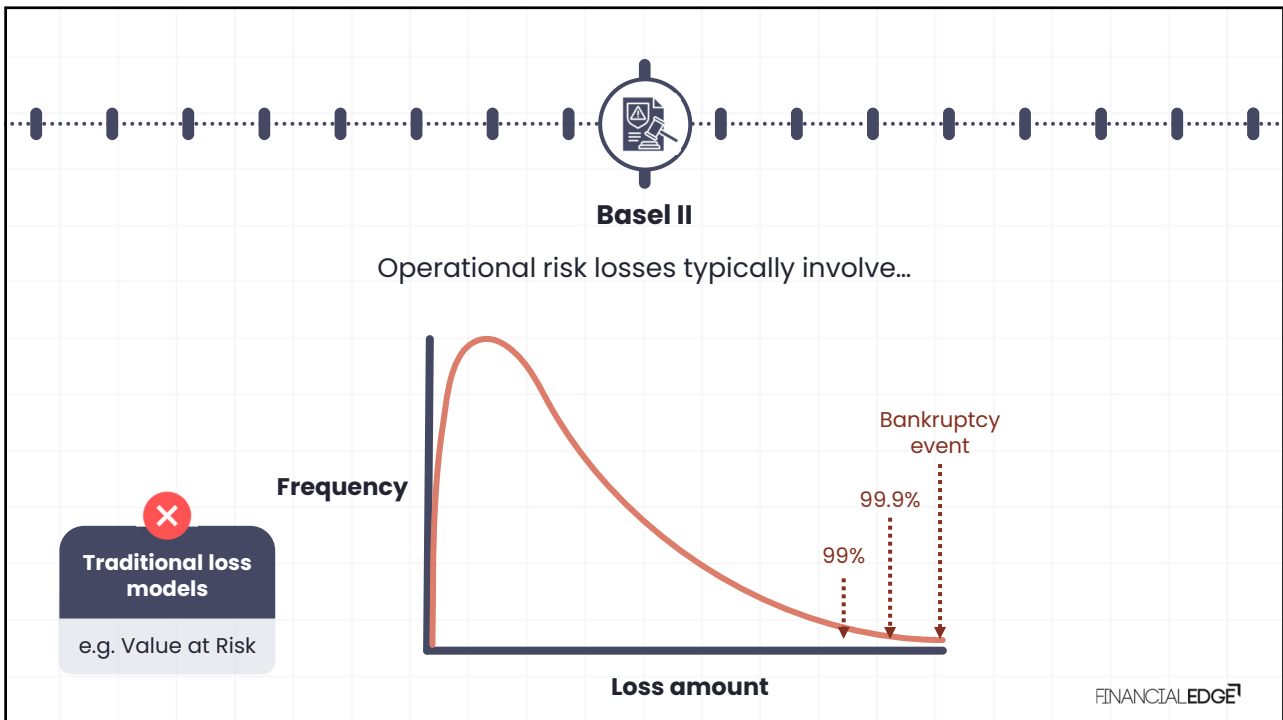 Basel II
Operational risk losses typically involve…
Bankruptcy
event
Frequency
99.9%
99%
Traditional loss
models
e.g. Value at Risk
Loss amount
FINANCIALEDGE